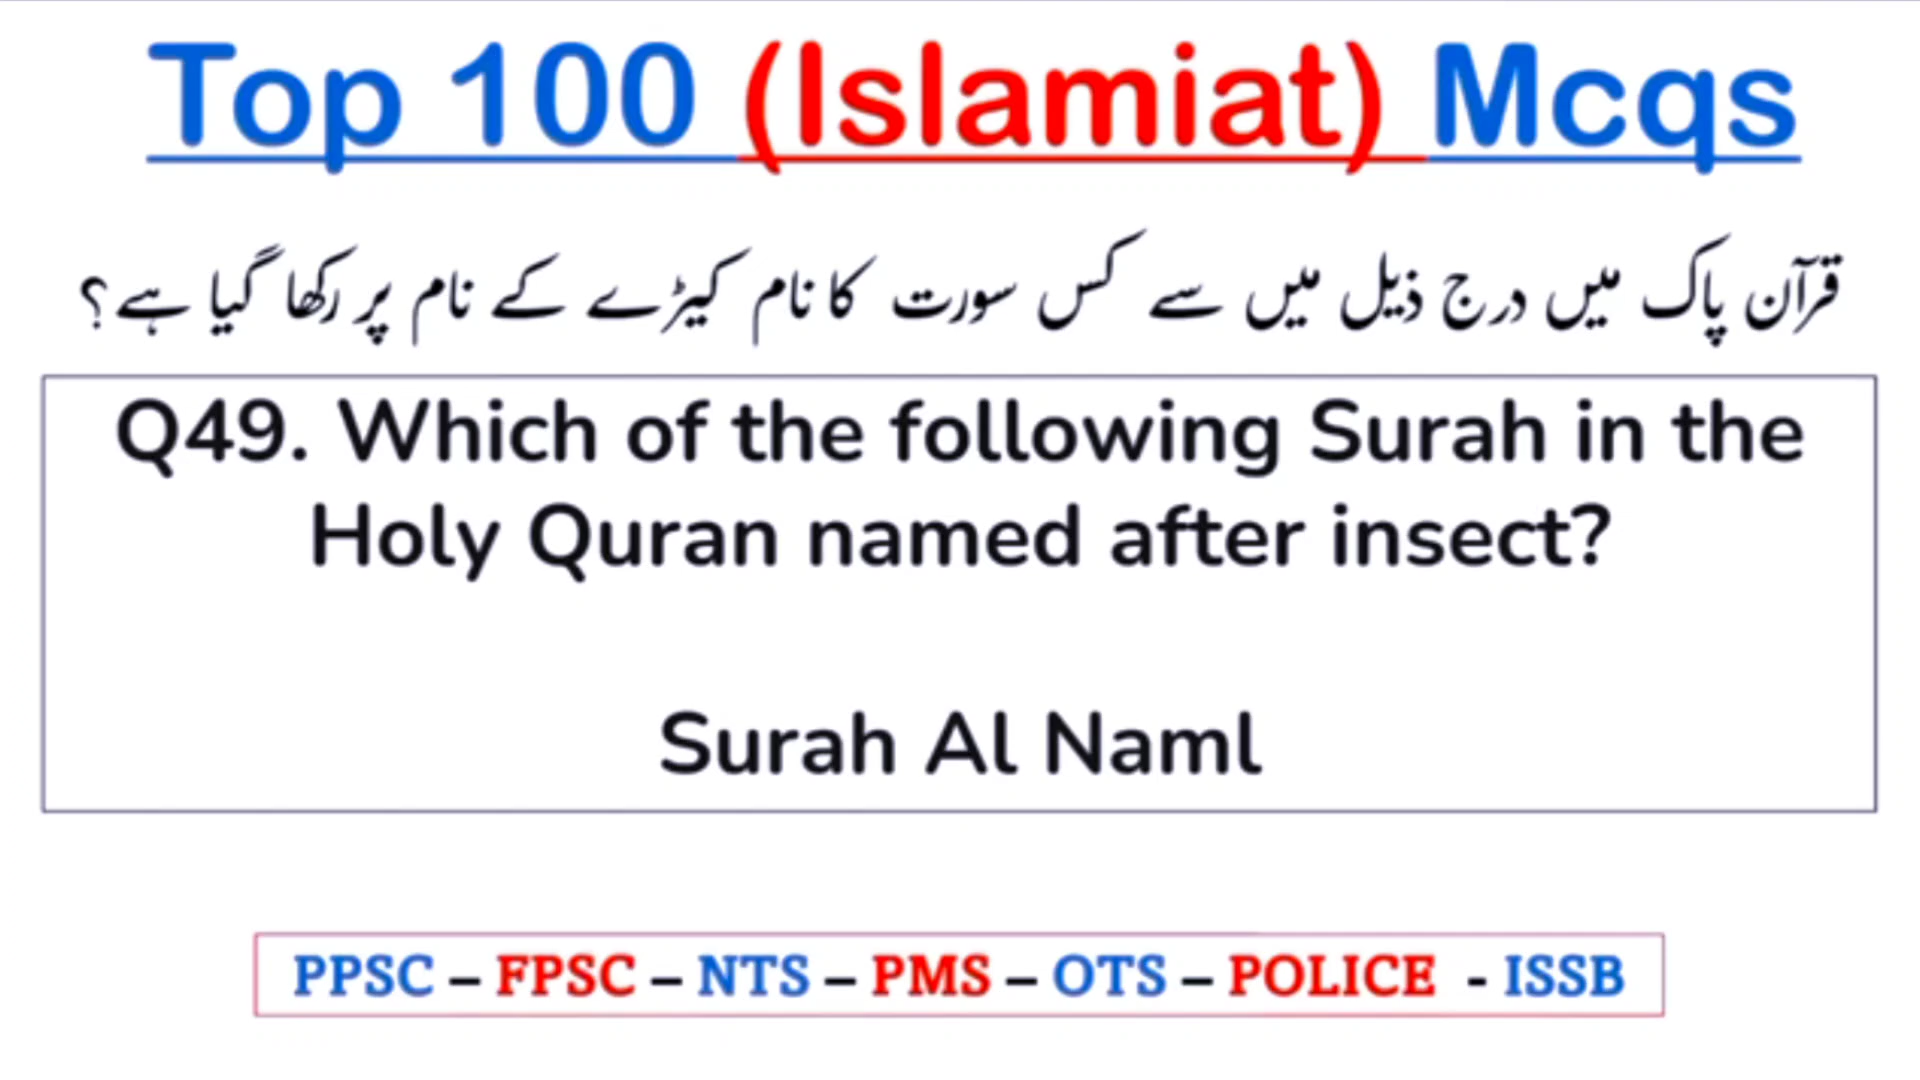 Top 100 (Islamiat) Mcqs
قرآن پاک میں درج ذیل میں سے کس سورت کا نام کیڑے کے نام پر رکھا گیا ہے؟
Q49. Which of the following Surah in the
Holy Quran named after insect?
Surah Al Naml
PPSC – FPSC – NTS – PMS – OTS – POLICE - ISSB